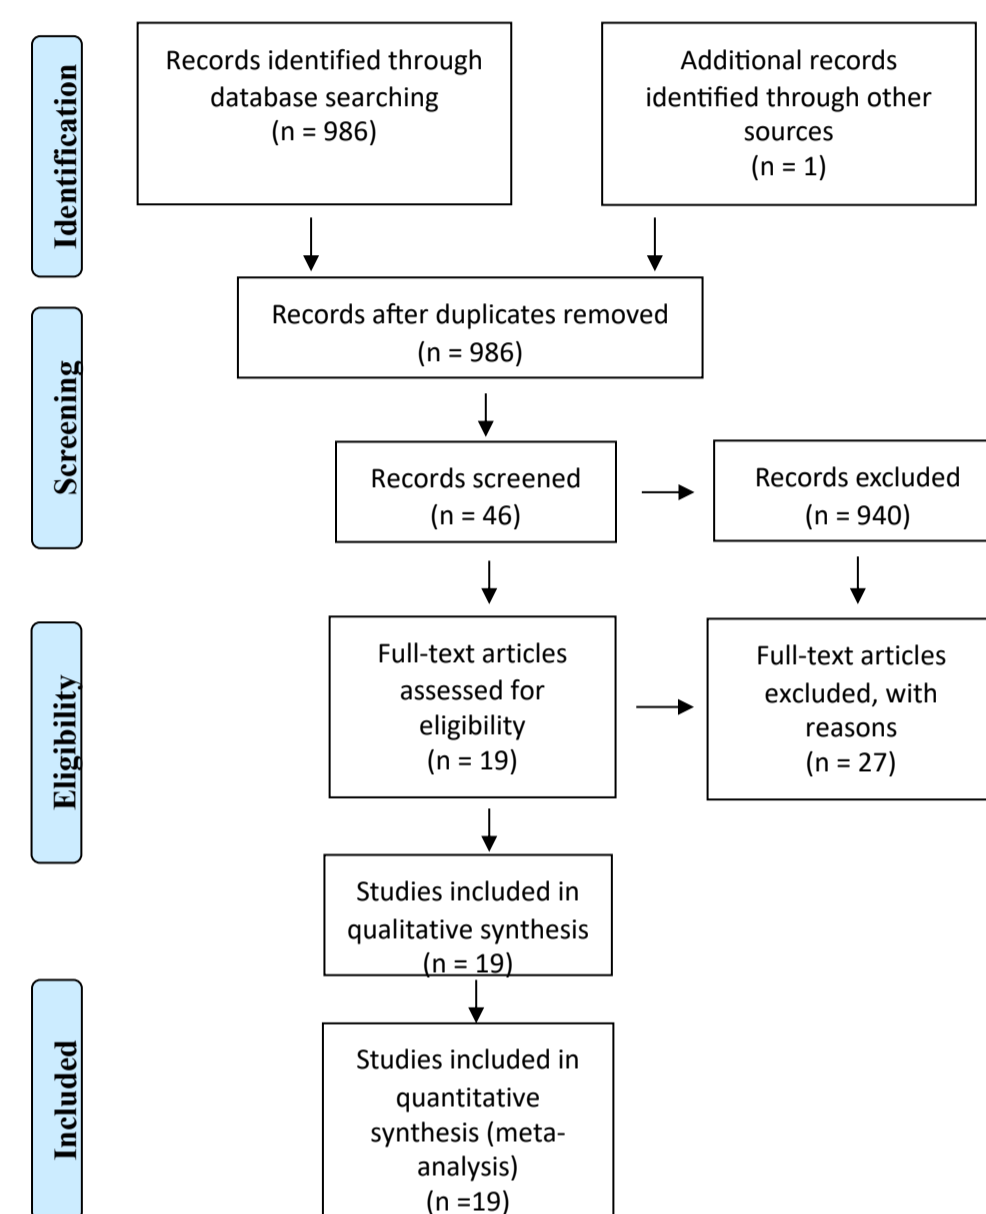 Identification
Records identified through
database searching
(n = 986)
Additional records
identified through other
sources
(n = 1)
Records after duplicates removed
(n = 986)
Screening
Records screened
(n = 46)
Records excluded
(n = 940)
Eligibility
Full-text articles
assessed for
eligibility
(n = 19)
Full-text articles
excluded, with
reasons
(n = 27)
Studies included in
qualitative synthesis
(n = 19)
Included
Studies included in
quantitative
synthesis (meta-
analysis)
(n =19)